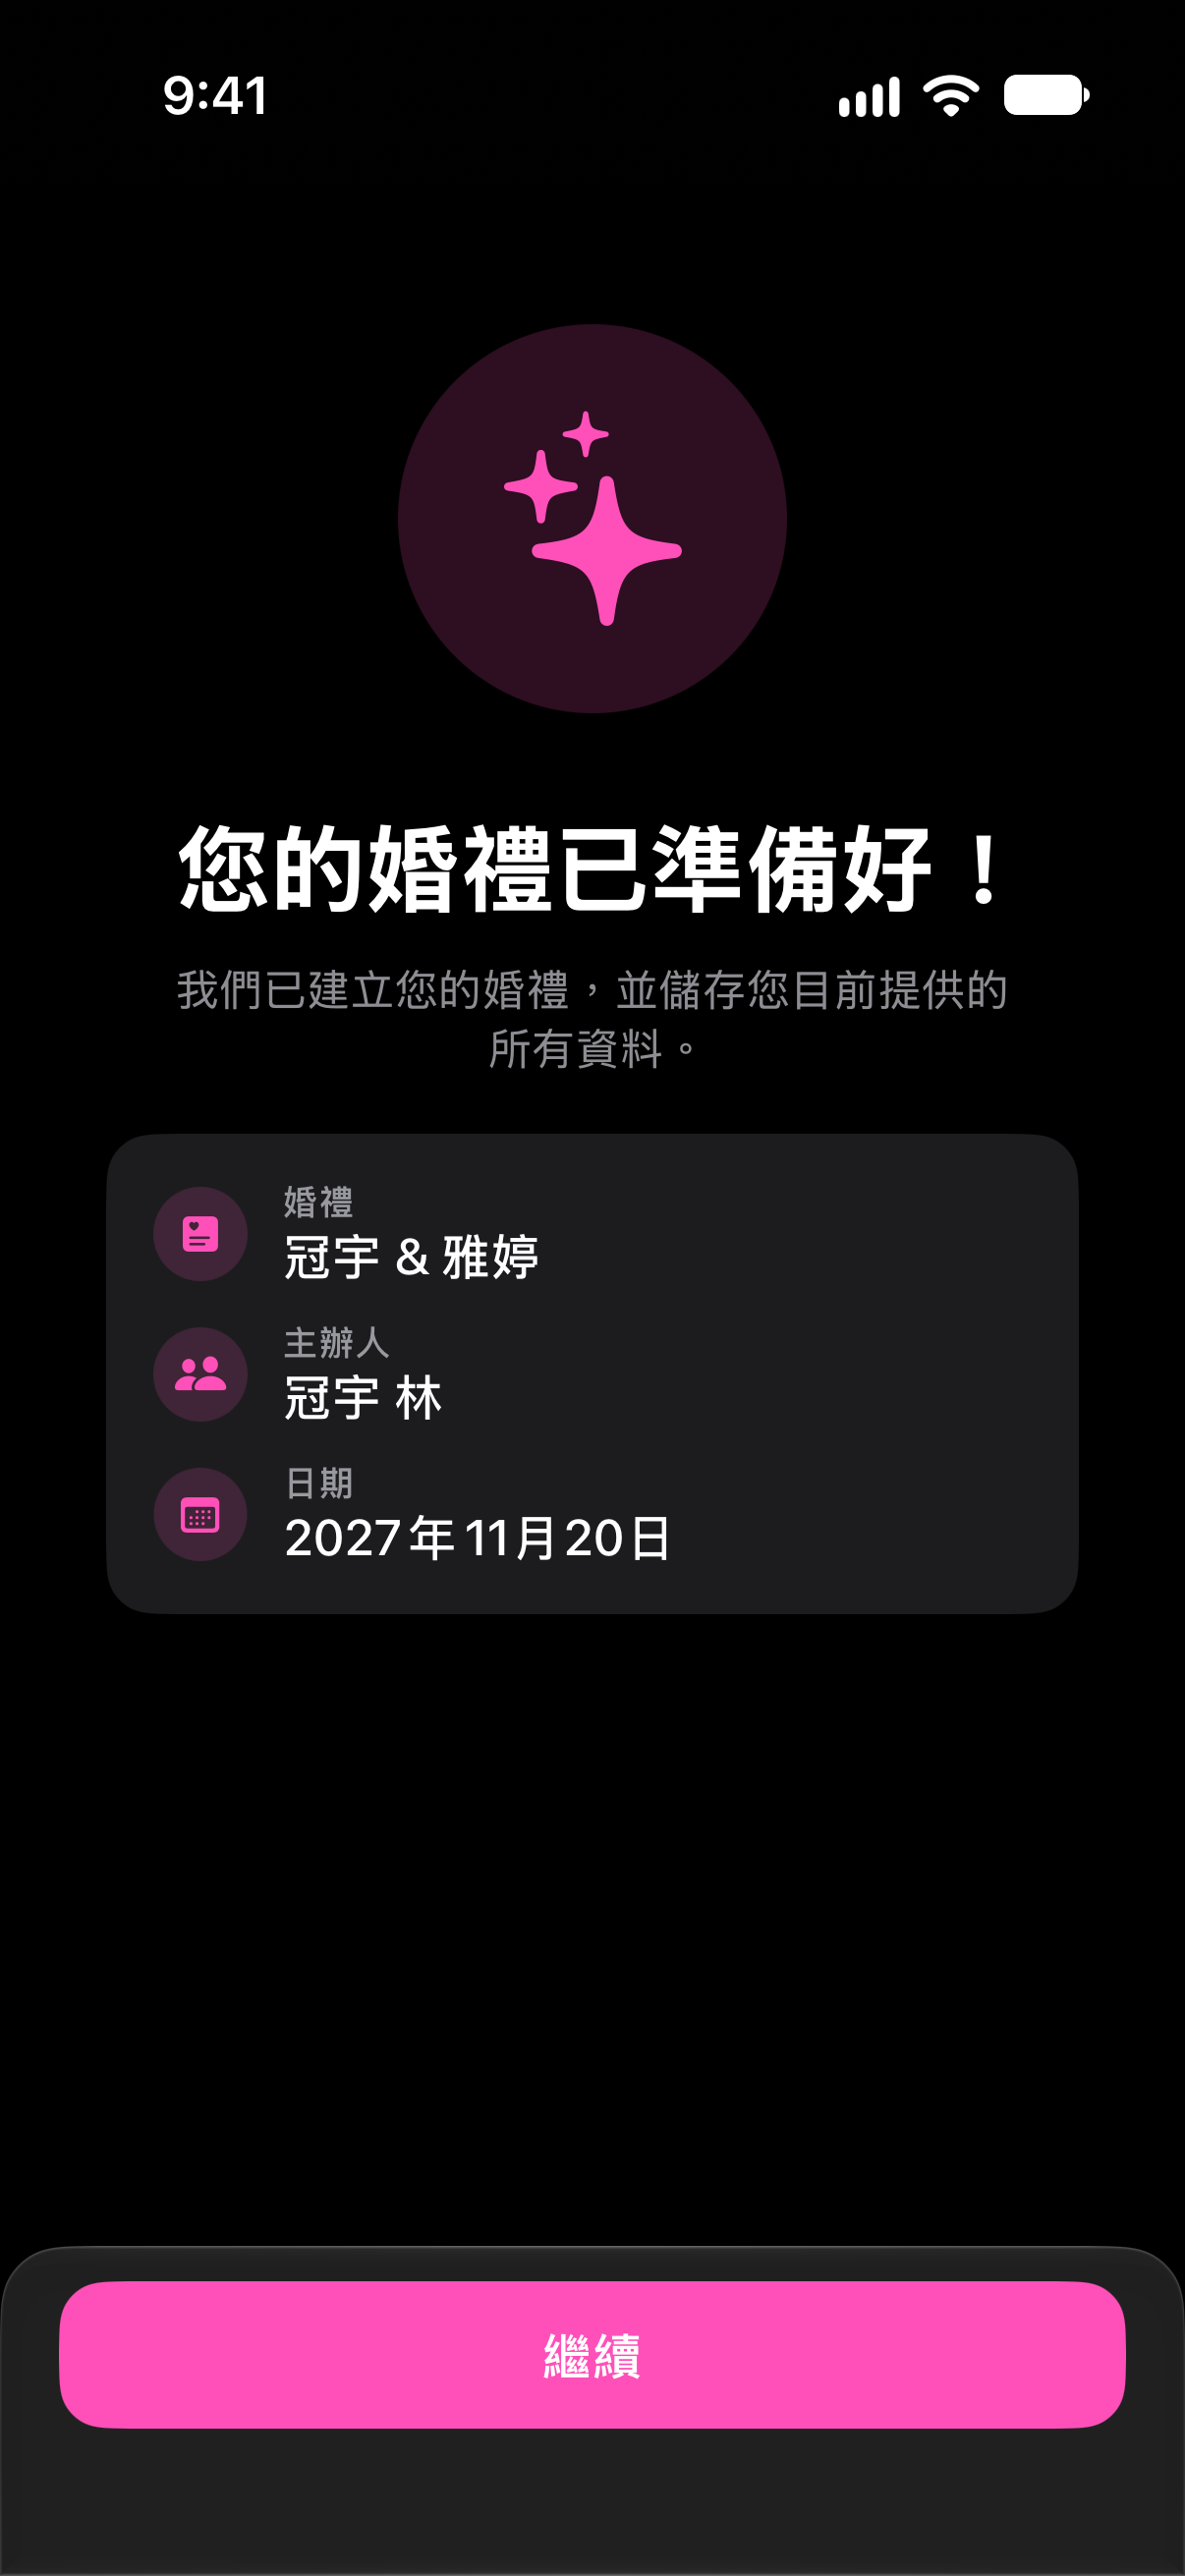 9:41
您的婚禮已準備好！
我們已建立您的婚禮，並儲存您目前提供的
所有資料。
婚禮
冠宇 & 雅婷
主辦人
冠宇 林
日期
2027年 11月20日
繼續